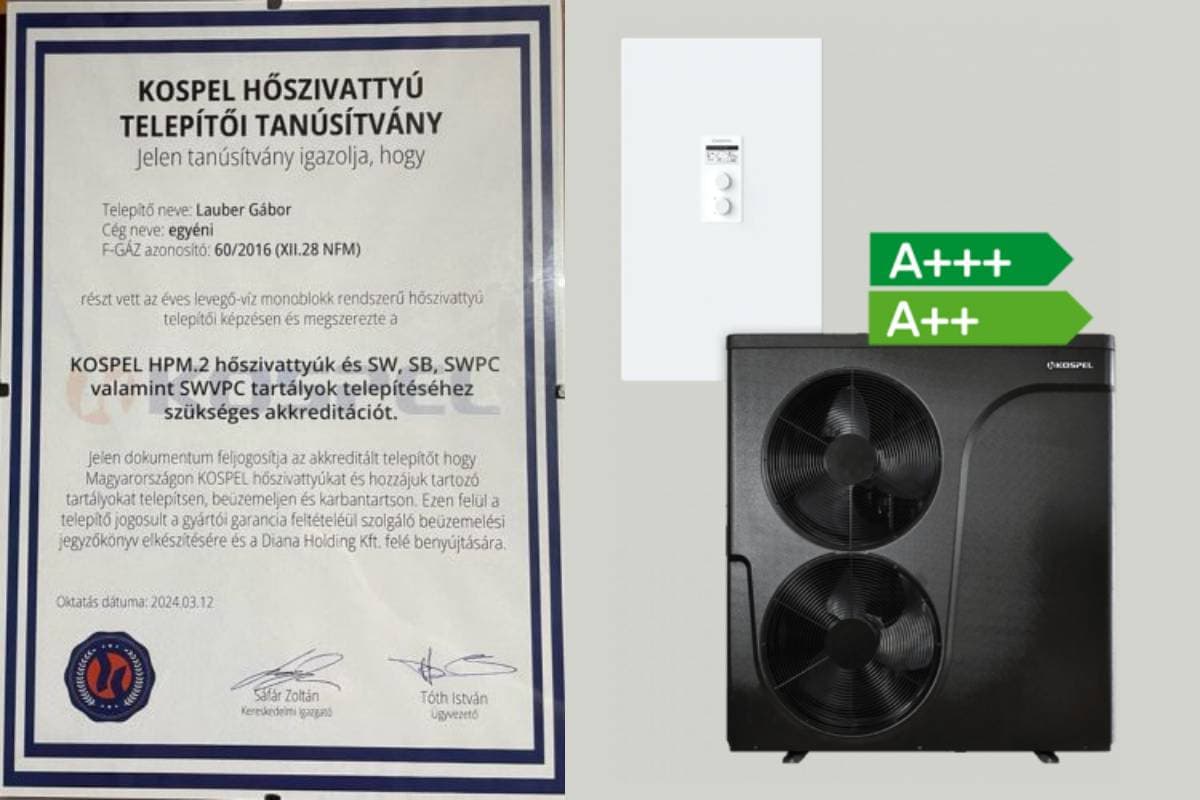 KOSPEL HŐSZIVATTYÚ
TELEPÍTŐI TANÚSÍTVÁNY
Jelen tanúsítvány igazolja, hogy
Telepítő neve: Lauber Gábor
Cég neve: egyéni
F-GÁZ azonosító: 60/2016 (XII.28 NFM)
részt vett az éves levegő-víz monoblokk rendszerű hőszivattyú
telepítői képzésen és megszerezte a
KOSPEL
KOSPEL HPM.2 hőszivattyúk és SW, SB, SWPC
valamint SWVPC tartályok telepítéséhez
szükséges akkreditációt.
Jelen dokumentum feljogosítja az akkreditált telepítőt hogy
Magyarországon KOSPEL hőszivattyúkat és hozzájuk tartozó
tartályokat telepítsen, beüzemeljen és karbantartson. Ezen felül a
telepítő jogosult a gyártói garancia feltételéül szolgáló beüzemelési
jegyzőkönyv elkészítésére és a Diana Holding Kft. felé benyújtására.
Oktatás dátuma: 2024.03.12
Sáfár Zoltán
Kereskedelmi igazgató
Tóth István
ügyvezető
A+++
A++
KOSPEL